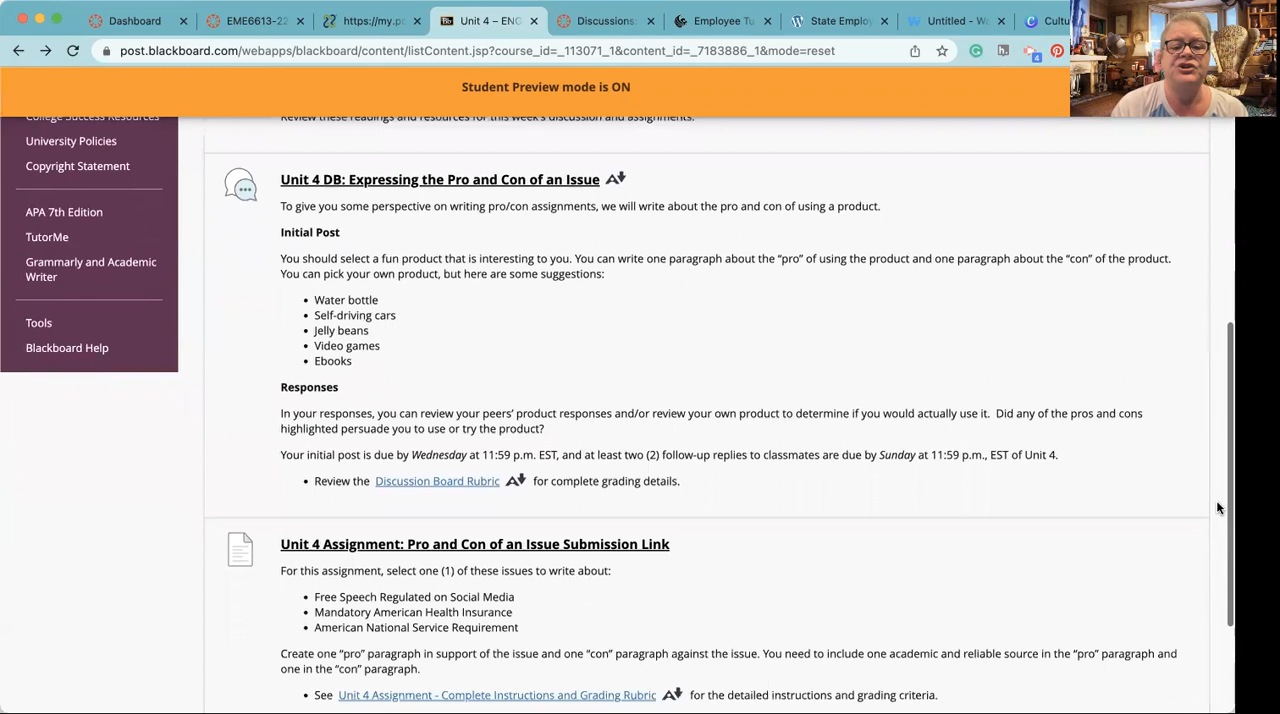 Dashboard
EME6613-22
https://my.po
Unit 4 – ENG
Discussions:
Employee Tu
State Employ
Untitled - Wa
Cultu
post.blackboard.com/webapps/blackboard/content/listContent.jsp?course_id=_113071_1&content_id=_7183886_1&mode=reset
4
Student Preview mode is ON
College Success Resources
University Policies
Copyright Statement
APA 7th Edition
TutorMe
Grammarly and Academic
Writer
Tools
Blackboard Help
Review these readings and resources for this week's discussion and assignments.
Unit 4 DB: Expressing the Pro and Con of an Issue
To give you some perspective on writing pro/con assignments, we will write about the pro and con of using a product.
Initial Post
You should select a fun product that is interesting to you. You can write one paragraph about the “pro” of using the product and one paragraph about the “con” of the product.
You can pick your own product, but here are some suggestions:
• Water bottle
• Self-driving cars
• Jelly beans
• Video games
• Ebooks
Responses
In your responses, you can review your peers’ product responses and/or review your own product to determine if you would actually use it.  Did any of the pros and cons
highlighted persuade you to use or try the product?
Your initial post is due by Wednesday at 11:59 p.m. EST, and at least two (2) follow-up replies to classmates are due by Sunday at 11:59 p.m., EST of Unit 4.
• Review the Discussion Board Rubric for complete grading details.
Unit 4 Assignment: Pro and Con of an Issue Submission Link
For this assignment, select one (1) of these issues to write about:
• Free Speech Regulated on Social Media
• Mandatory American Health Insurance
• American National Service Requirement
Create one “pro” paragraph in support of the issue and one “con” paragraph against the issue. You need to include one academic and reliable source in the “pro” paragraph and
one in the “con” paragraph.
• See Unit 4 Assignment - Complete Instructions and Grading Rubric for the detailed instructions and grading criteria.